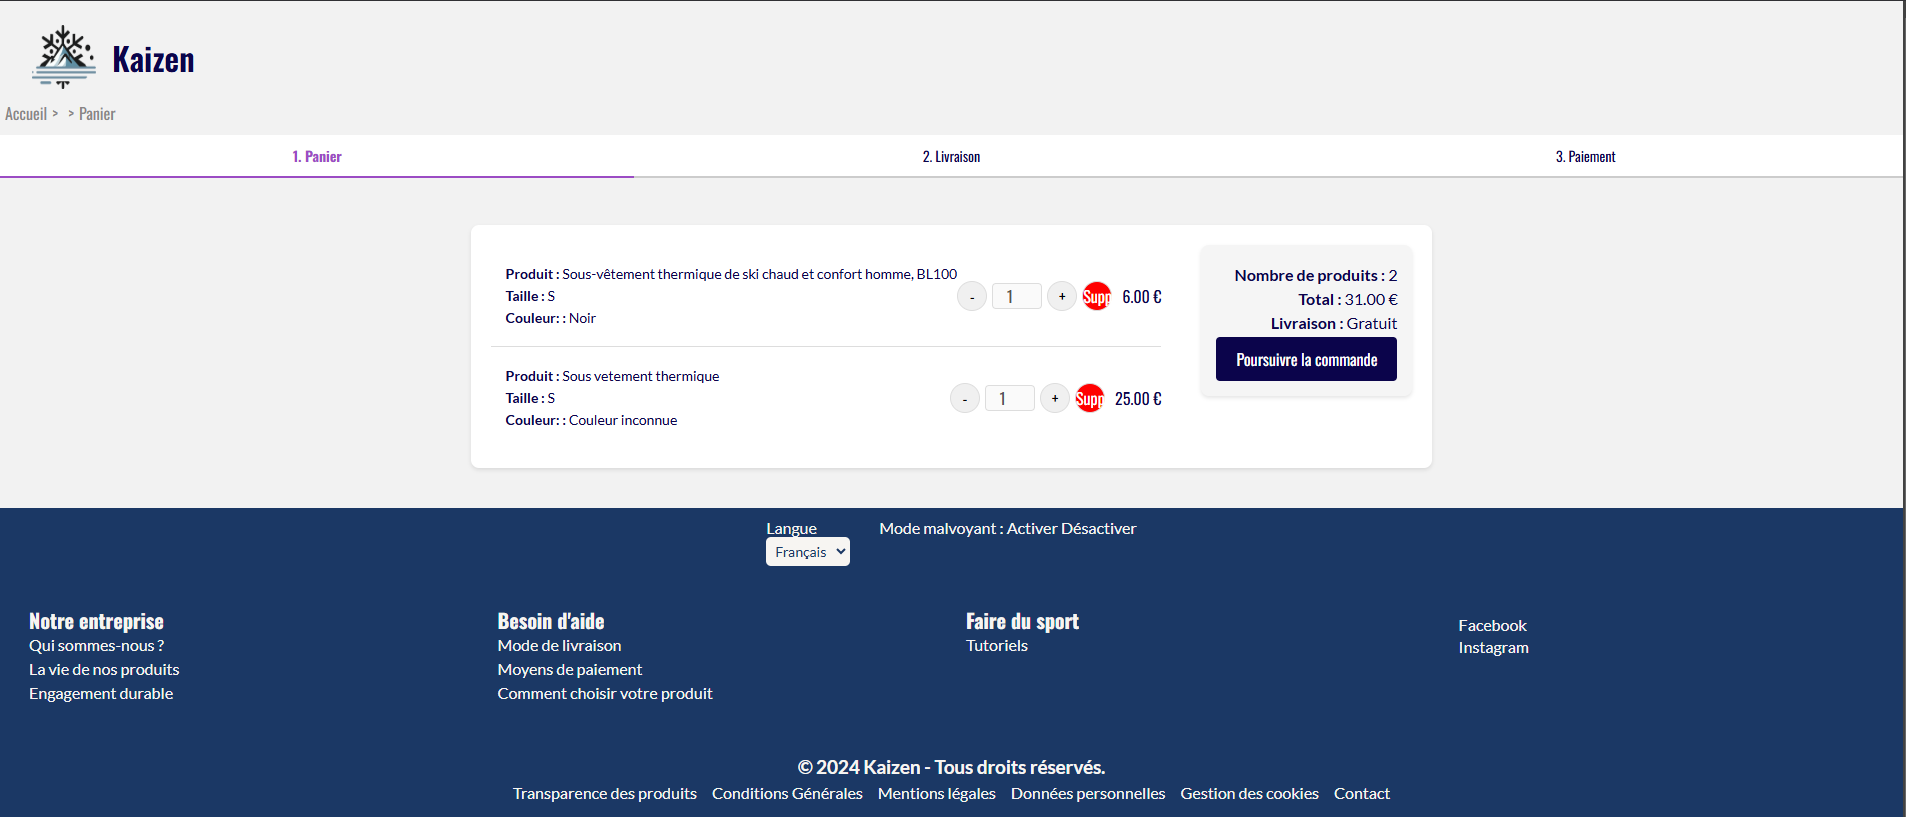 Kaizen
Accueil > > Panier
1. Panier
2. Livraison
3. Paiement
Produit : Sous-vêtement thermique de ski chaud et confort homme, BL100
Taille : S
Couleur: : Noir
- 1 + Supp 6.00 €
Produit : Sous vetement thermique
Taille : S
Couleur: : Couleur inconnue
- 1 + Supp 25.00 €
Nombre de produits : 2
Total : 31.00 €
Livraison : Gratuit
Poursuivre la commande
Langue
Français
Mode malvoyant : Activer Désactiver
Notre entreprise
Qui sommes-nous ?
La vie de nos produits
Engagement durable
Besoin d'aide
Mode de livraison
Moyens de paiement
Comment choisir votre produit
Faire du sport
Tutoriels
Facebook
Instagram
© 2024 Kaizen - Tous droits réservés.
Transparence des produits Conditions Générales Mentions légales Données personnelles Gestion des cookies Contact